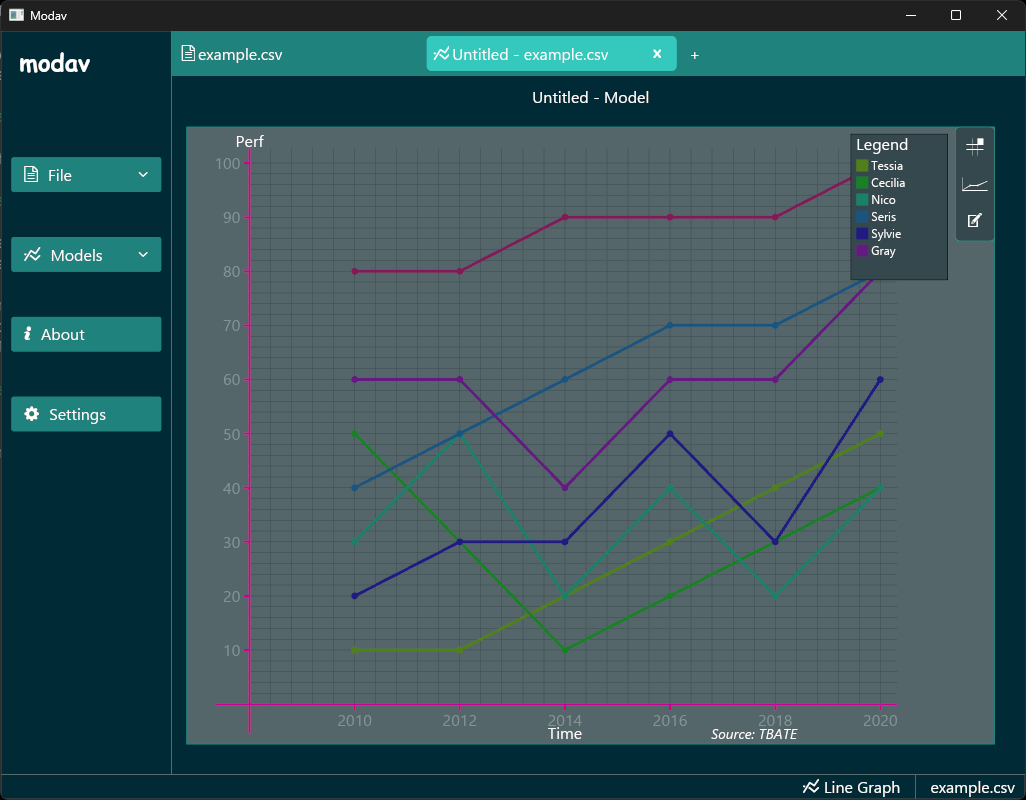 Modav
modav
example.csv
Untitled - example.csv
+
Untitled - Model
File
Models
About
Settings
Perf
100
90
80
70
60
50
40
30
20
10
2010
2012
2014
2016
2018
2020
Time
Source: TBATE
Legend
Tessia
Cecilia
Nico
Seris
Sylvie
Gray
Line Graph
example.csv